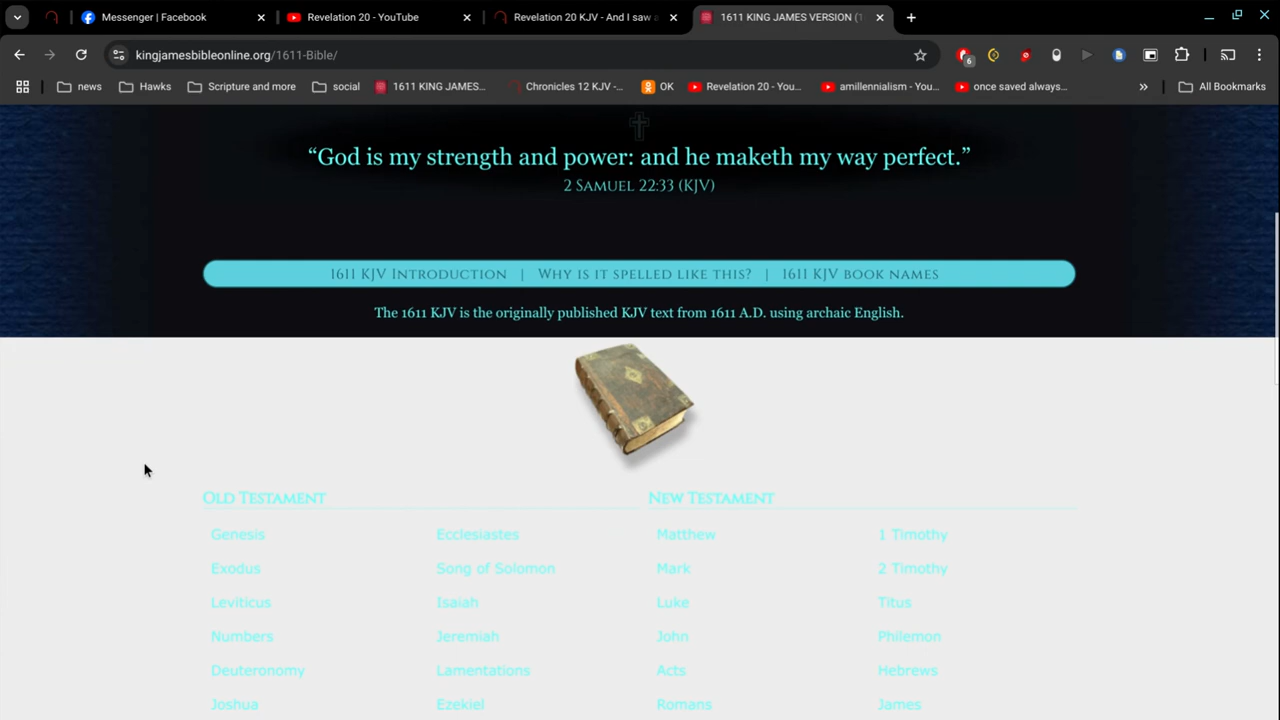 Messenger | Facebook
Revelation 20 - YouTube
Revelation 20 KJV - And I saw a
1611 KING JAMES VERSION (1
kingjamesbibleonline.org/1611-Bible/
6
news
Hawks
Scripture and more
social
1611 KING JAMES...
Chronicles 12 KJV -...
OK
Revelation 20 - You...
amillennialism - You...
once saved always...
»
All Bookmarks
“God is my strength and power: and he maketh my way perfect.”
2 Samuel 22:33 (KJV)
1611 KJV Introduction | Why is it spelled like this? | 1611 KJV book names
The 1611 KJV is the originally published KJV text from 1611 A.D. using archaic English.
Old Testament New Testament
Genesis Ecclesiastes Matthew 1 Timothy
Exodus Song of Solomon Mark 2 Timothy
Leviticus Isaiah Luke Titus
Numbers Jeremiah John Philemon
Deuteronomy Lamentations Acts Hebrews
Joshua Ezekiel Romans James